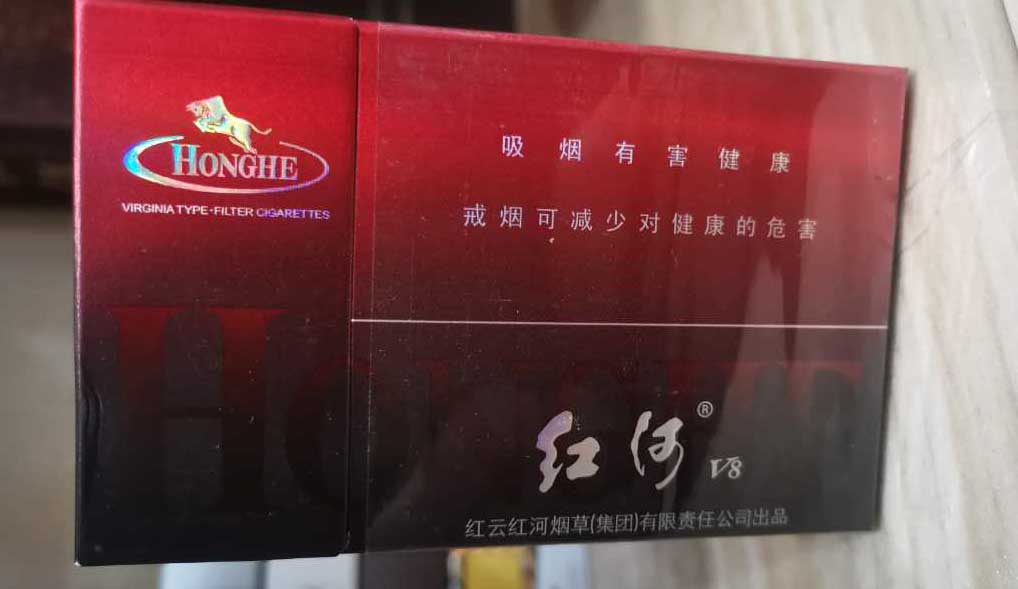 HONGHE
VIRGINIA TYPE·FILTER CIGARETTES
吸烟有害健康
戒烟可减少对健康的危害
HONGHE
红河® V8
红云红河烟草(集团)有限责任公司出品